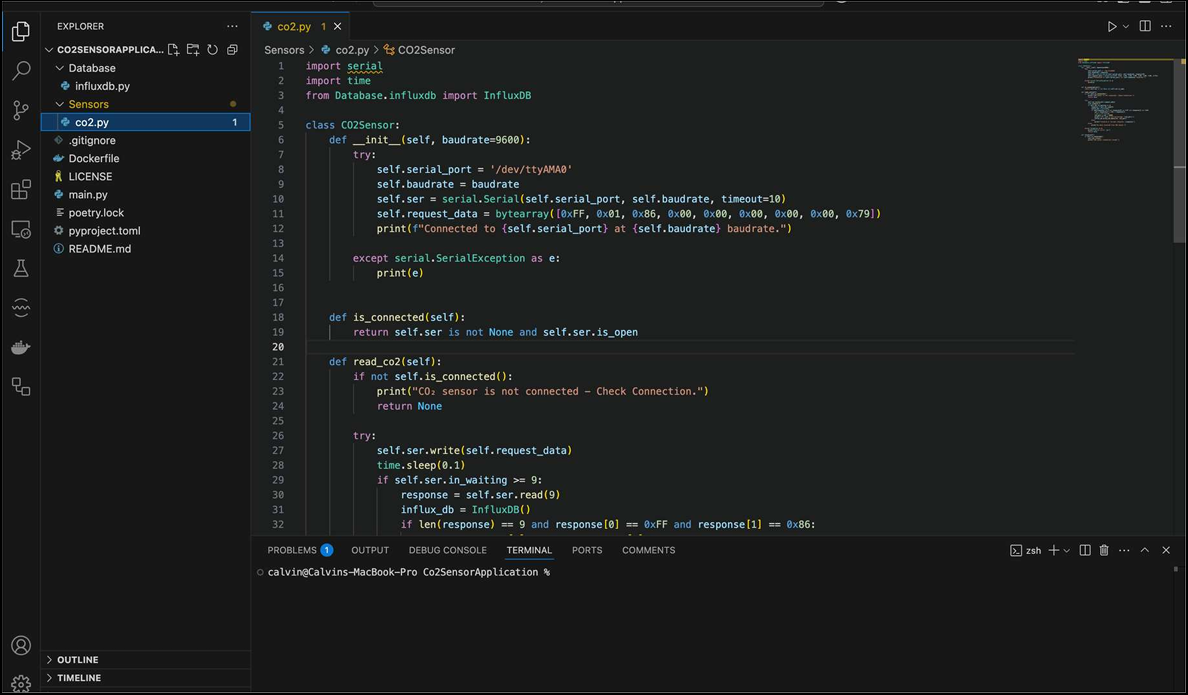 EXPLORER
CO2SENSORAPPLICA...
Database
influxdb.py
Sensors
co2.py 1
.gitignore
Dockerfile
LICENSE
main.py
poetry.lock
pyproject.toml
README.md
OUTLINE
TIMELINE
co2.py 1
Sensors > co2.py > CO2Sensor
1 import serial
2 import time
3 from Database.influxdb import InfluxDB
4
5 class CO2Sensor:
6 def __init__(self, baudrate=9600):
7 try:
8 self.serial_port = '/dev/ttyAMA0'
9 self.baudrate = baudrate
10 self.ser = serial.Serial(self.serial_port, self.baudrate, timeout=10)
11 self.request_data = bytearray([0xFF, 0x01, 0x86, 0x00, 0x00, 0x00, 0x00, 0x00, 0x79])
12 print(f"Connected to {self.serial_port} at {self.baudrate} baudrate.")
13
14 except serial.SerialException as e:
15 print(e)
16
17
18 def is_connected(self):
19 return self.ser is not None and self.ser.is_open
20
21 def read_co2(self):
22 if not self.is_connected():
23 print("CO₂ sensor is not connected - Check Connection.")
24 return None
25
26 try:
27 self.ser.write(self.request_data)
28 time.sleep(0.1)
29 if self.ser.in_waiting >= 9:
30 response = self.ser.read(9)
31 influx_db = InfluxDB()
32 if len(response) == 9 and response[0] == 0xFF and response[1] == 0x86:
PROBLEMS 1 OUTPUT DEBUG CONSOLE TERMINAL PORTS COMMENTS
zsh
calvin@Calvins-MacBook-Pro Co2SensorApplication %